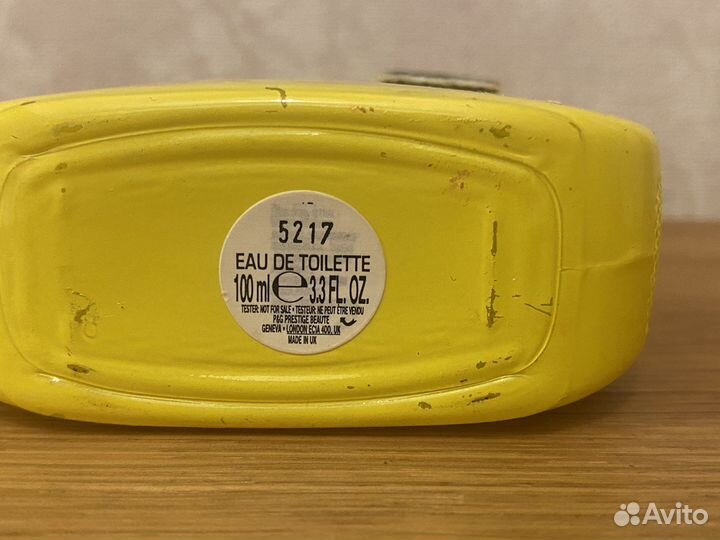 5217
EAU DE TOILETTE
100 ml e 3.3 FL. OZ.
TESTER: NOT FOR SALE • TESTEUR: NE PEUT ÊTRE VENDU
P&G PRESTIGE BEAUTE
GENEVA • LONDON EC1A 4DD, UK
MADE IN UK
Avito